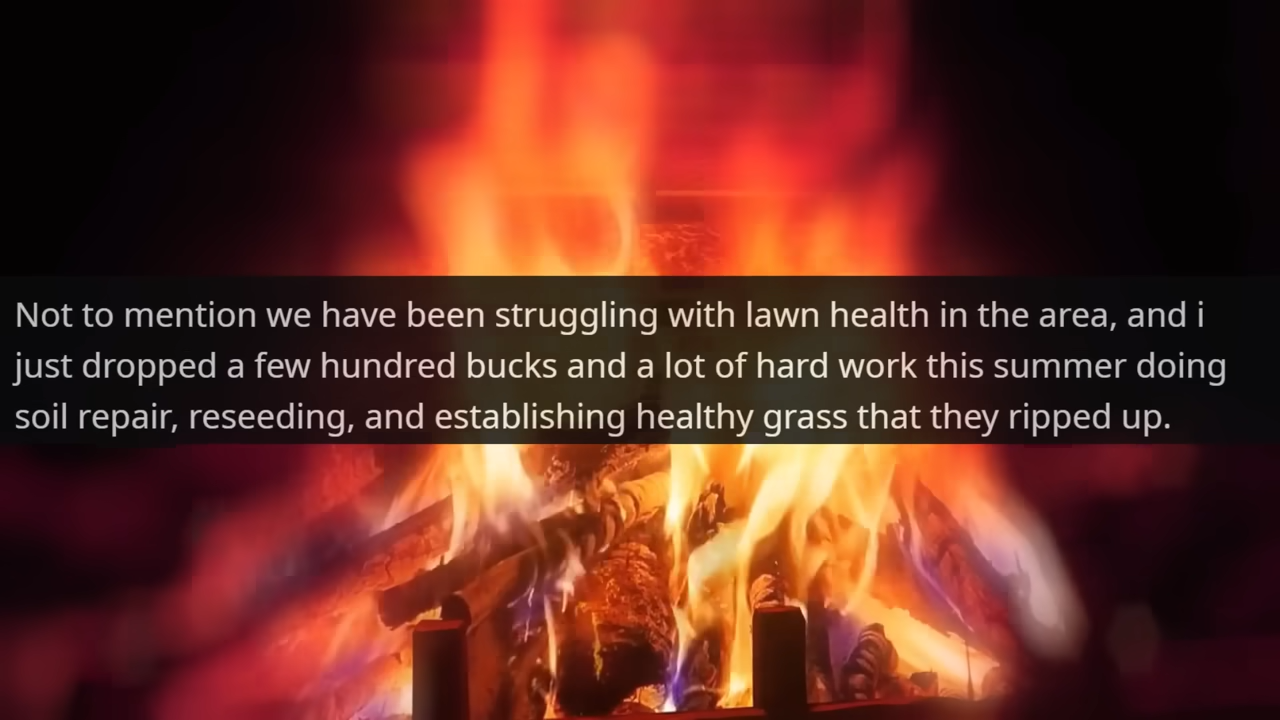 Not to mention we have been struggling with lawn health in the area, and i
just dropped a few hundred bucks and a lot of hard work this summer doing
soil repair, reseeding, and establishing healthy grass that they ripped up.